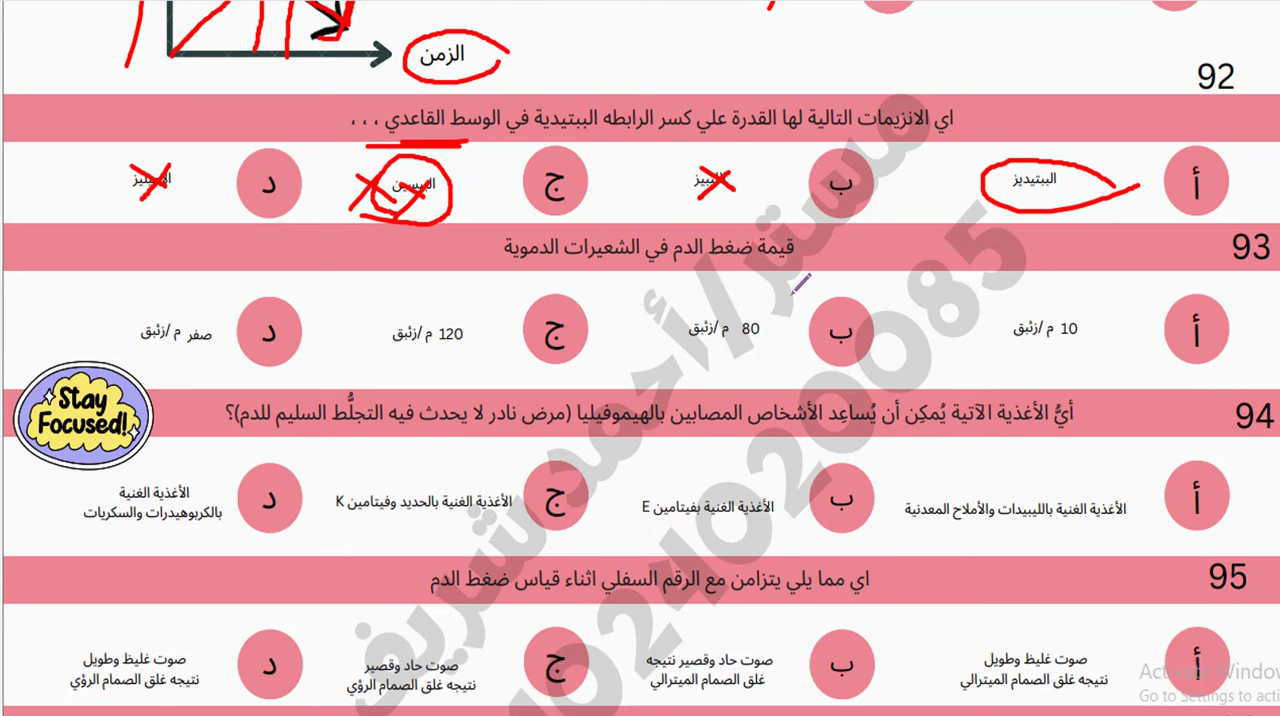 الزمن
92
اي الانزيمات التالية لها القدرة علي كسر الرابطه الببتيدية في الوسط القاعدي ، ، ،
أ
الببتيديز
ب
ج
الببسين
د
93
قيمة ضغط الدم في الشعيرات الدموية
أ
10 م /زئبق
ب
80 م /زئبق
ج
120 م /زئبق
د
صفر م /زئبق
Stay
Focused!
94
أيُّ الأغذية الآتية يُمكِن أن يُساعِد الأشخاص المصابين بالهيموفيليا (مرض نادر لا يحدث فيه التجلُّط السليم للدم)؟
أ
الأغذية الغنية بالليبيدات والأملاح المعدنية
ب
الأغذية الغنية بفيتامين E
ج
الأغذية الغنية بالحديد وفيتامين K
د
الأغذية الغنية
بالكربوهيدرات والسكريات
95
اي مما يلي يتزامن مع الرقم السفلي اثناء قياس ضغط الدم
أ
صوت غليظ وطويل
نتيجه غلق الصمام الميترالي
ب
صوت حاد وقصير نتيجه
غلق الصمام الميترالي
ج
صوت حاد وقصير
نتيجه غلق الصمام الرؤي
د
صوت غليظ وطويل
نتيجه غلق الصمام الرؤي
مستر/أحمد شريف
Go to Settings to acti